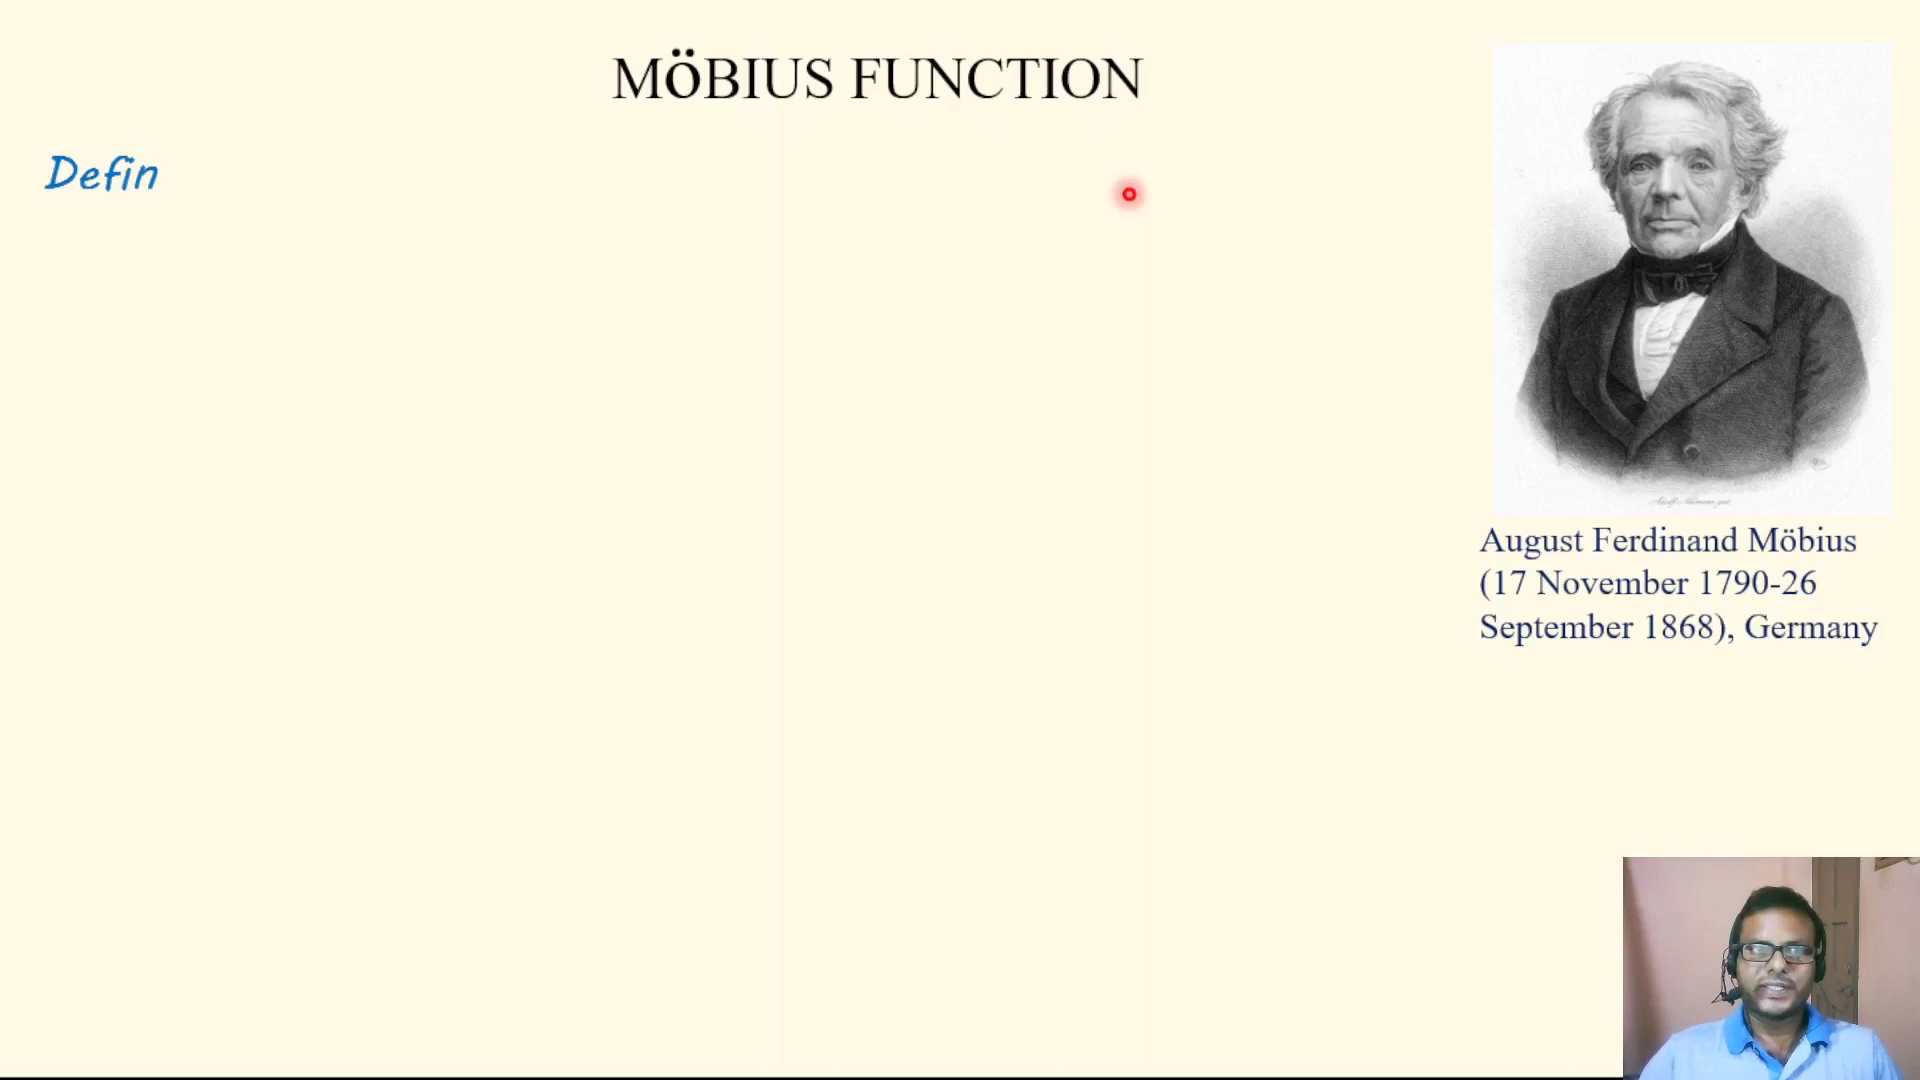 MÖBIUS FUNCTION
Defin
August Ferdinand Möbius
(17 November 1790-26
September 1868), Germany